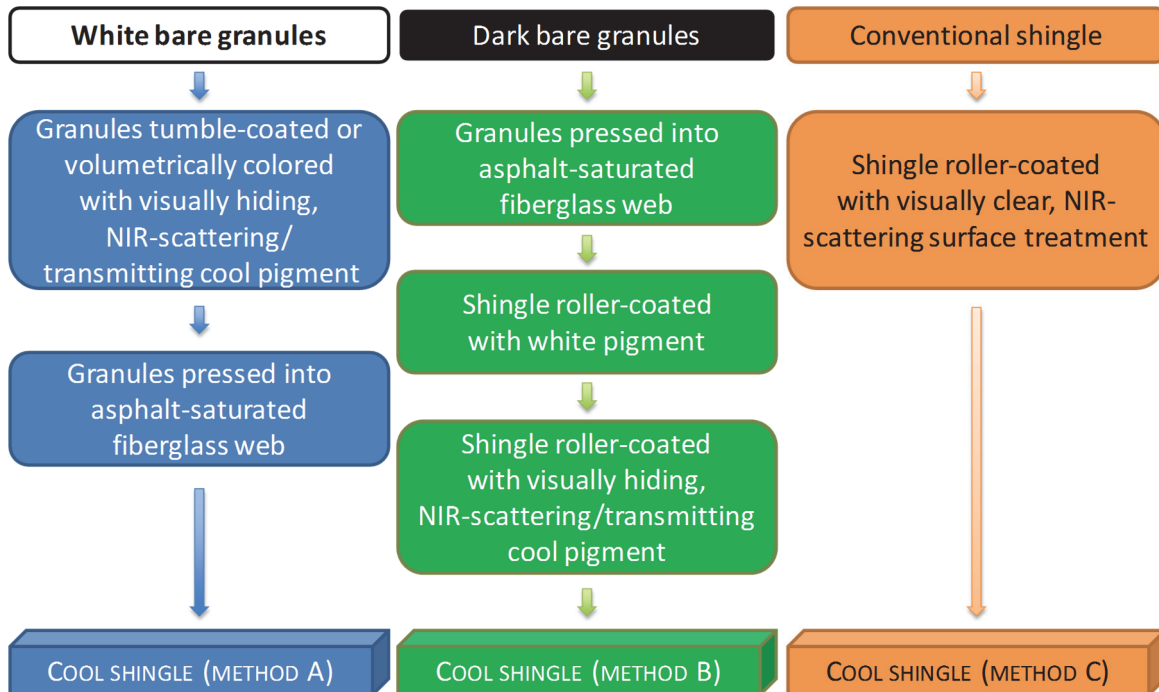 White bare granules
Granules tumble-coated or
volumetrically colored
with visually hiding,
NIR-scattering/
transmitting cool pigment
Granules pressed into
asphalt-saturated
fiberglass web
COOL SHINGLE (METHOD A)
Dark bare granules
Granules pressed into
asphalt-saturated
fiberglass web
Shingle roller-coated
with white pigment
Shingle roller-coated
with visually hiding,
NIR-scattering/transmitting
cool pigment
COOL SHINGLE (METHOD B)
Conventional shingle
Shingle roller-coated
with visually clear, NIR-
scattering surface treatment
COOL SHINGLE (METHOD C)